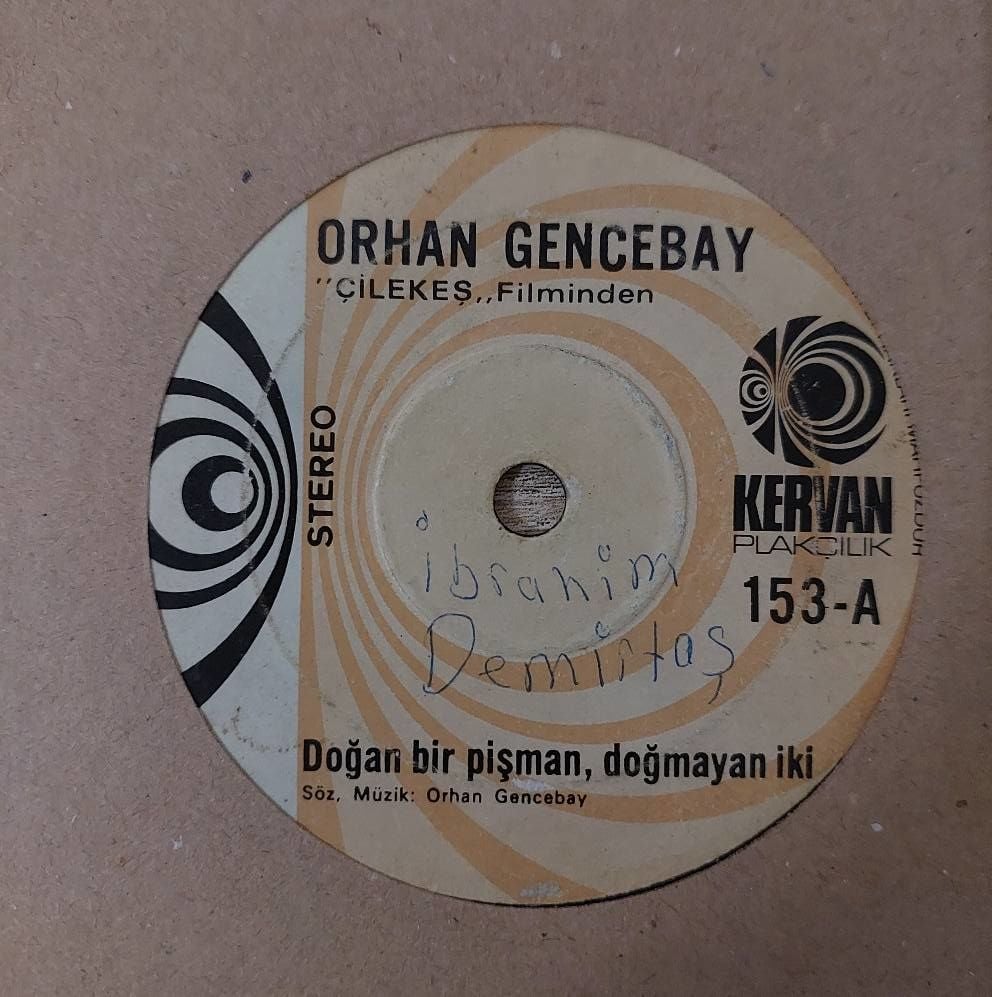 ORHAN GENCEBAY
"ÇİLEKEŞ,,Filminden
STEREO
KERVAN
PLAKÇILIK
153-A
İbrahim
Demirtaş
Doğan bir pişman, doğmayan iki
Söz, Müzik: Orhan Gencebay